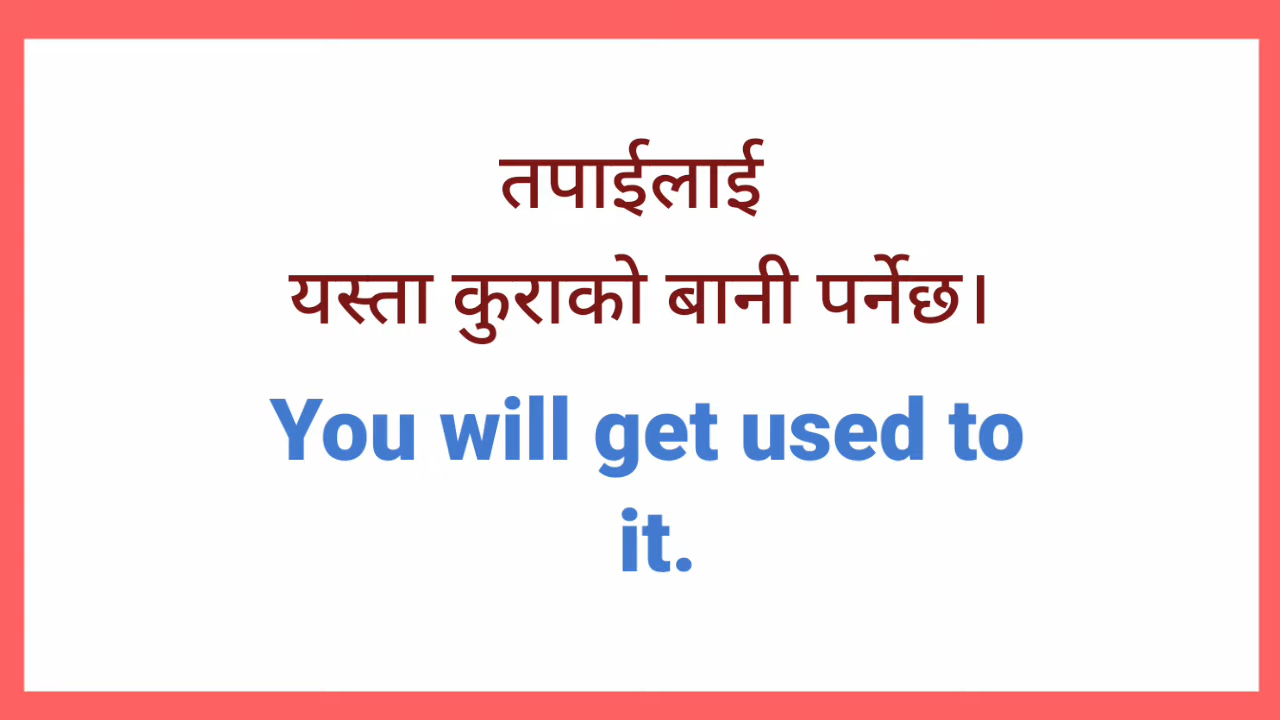 तपाईलाई
यस्ता कुराको बानी पर्नेछ।
You will get used to
it.